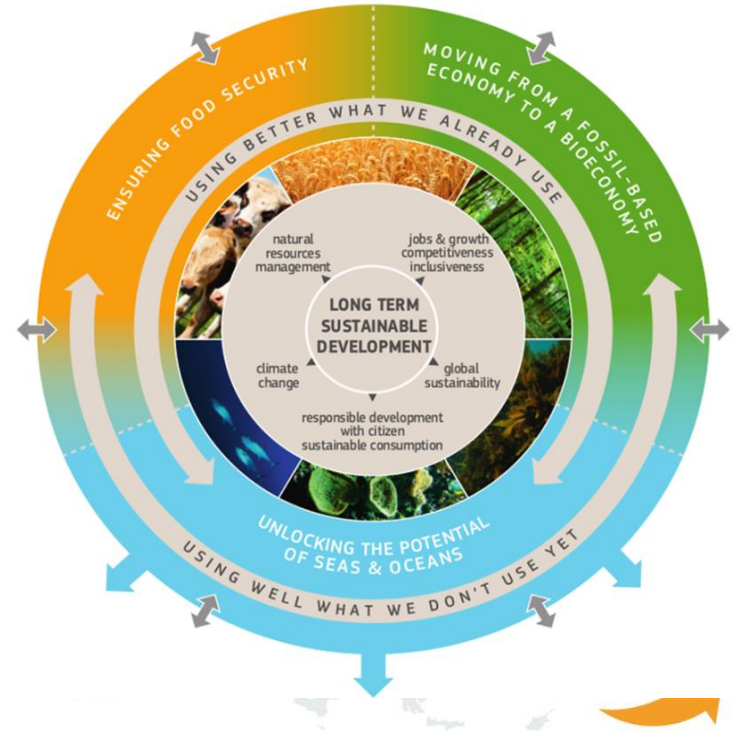 ENSURING FOOD SECURITY
MOVING FROM A FOSSIL-BASED
ECONOMY TO A BIOECONOMY
USING BETTER WHAT WE ALREADY USE
natural
resources
management
jobs & growth
competitiveness
inclusiveness
LONG TERM
SUSTAINABLE
DEVELOPMENT
climate
change
global
sustainability
responsible development
with citizen
sustainable consumption
UNLOCKING THE POTENTIAL
OF SEAS & OCEANS
USING WELL WHAT WE DON'T USE YET